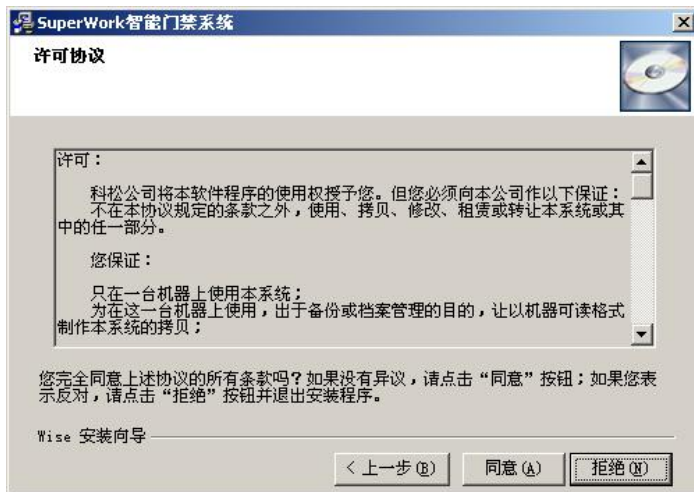 SuperWork智能门禁系统
许可协议
许可：
科松公司将本软件程序的使用权授予您。但您必须向本公司作以下保证：
不在本协议规定的条款之外，使用、拷贝、修改、租赁或转让本系统或其
中的任一部分。
您保证：
只在一台机器上使用本系统；
为在这一台机器上使用，出于备份或档案管理的目的，让以机器可读格式
制作本系统的拷贝；
您完全同意上述协议的所有条款吗？如果没有异议，请点击“同意”按钮；如果您表
示反对，请点击“拒绝”按钮并退出安装程序。
Wise 安装向导
< 上一步(B)
同意(A)
拒绝(N)